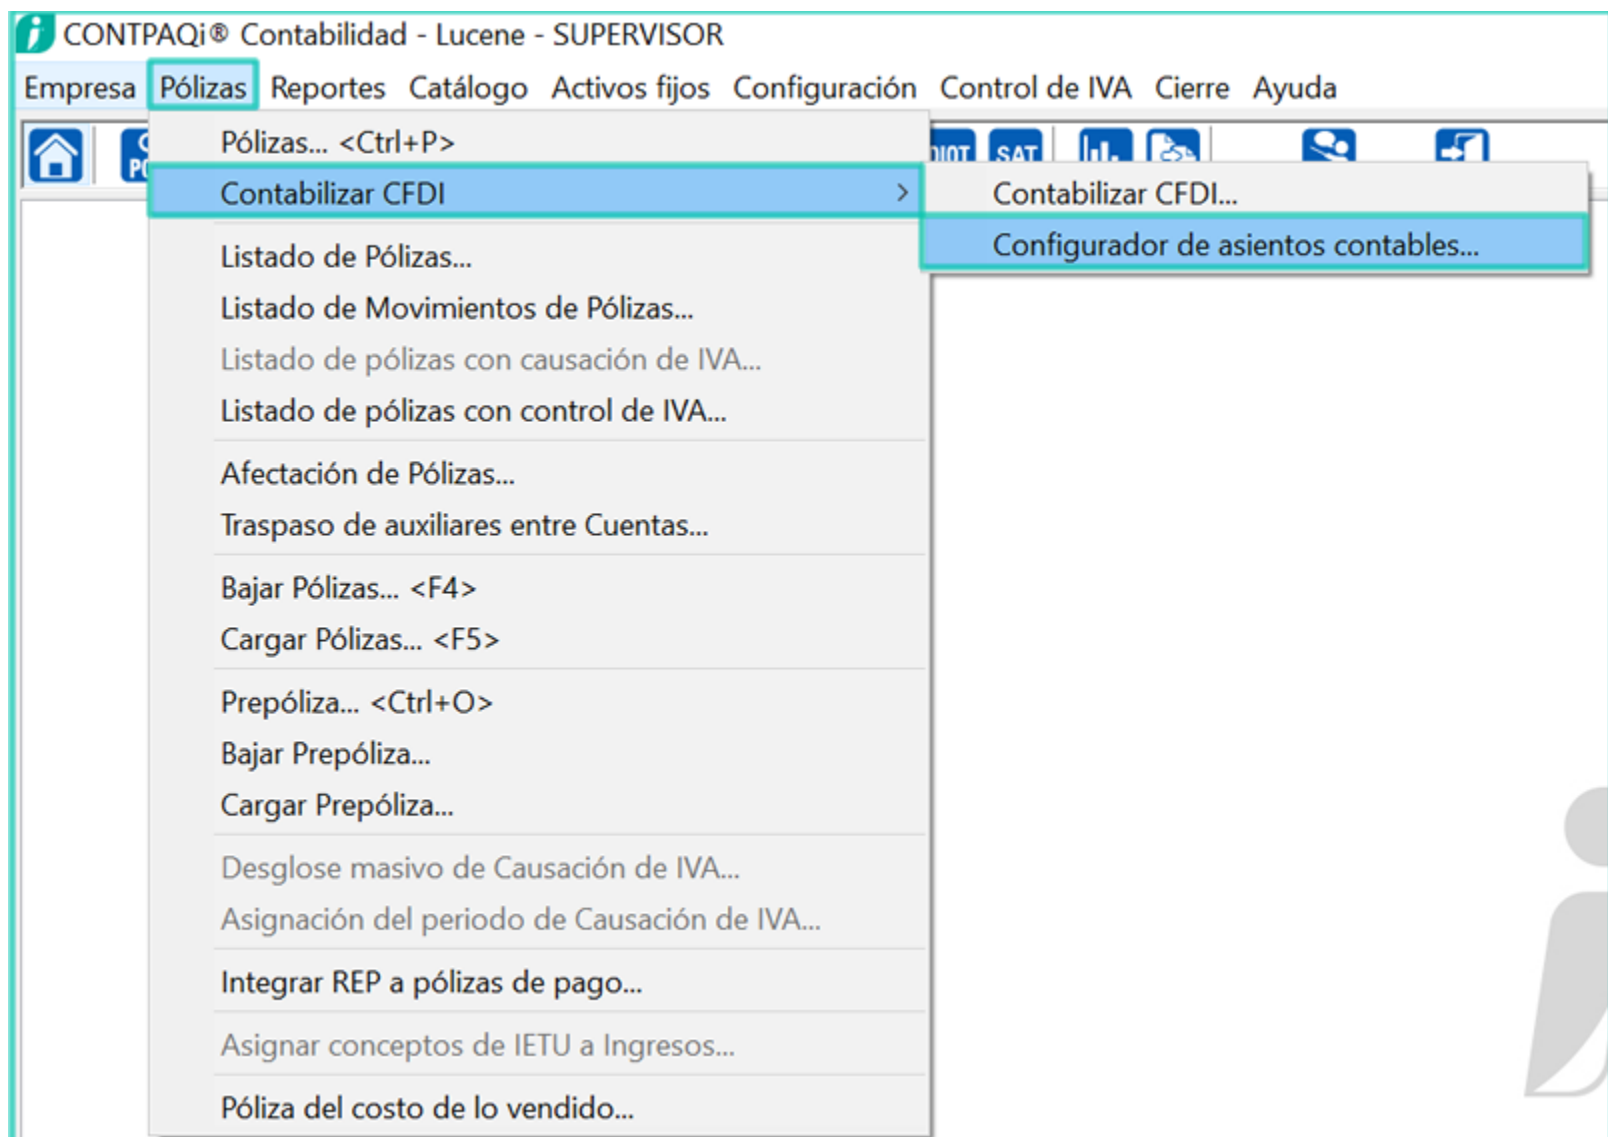 CONTPAQi® Contabilidad - Lucene - SUPERVISOR
Empresa Pólizas Reportes Catálogo Activos fijos Configuración Control de IVA Cierre Ayuda
SAT
Pólizas... <Ctrl+P>
Contabilizar CFDI >
Contabilizar CFDI...
Configurador de asientos contables...
Listado de Pólizas...
Listado de Movimientos de Pólizas...
Listado de pólizas con causación de IVA...
Listado de pólizas con control de IVA...
Afectación de Pólizas...
Traspaso de auxiliares entre Cuentas...
Bajar Pólizas... <F4>
Cargar Pólizas... <F5>
Prepóliza... <Ctrl+O>
Bajar Prepóliza...
Cargar Prepóliza...
Desglose masivo de Causación de IVA...
Asignación del periodo de Causación de IVA...
Integrar REP a pólizas de pago...
Asignar conceptos de IETU a Ingresos...
Póliza del costo de lo vendido...